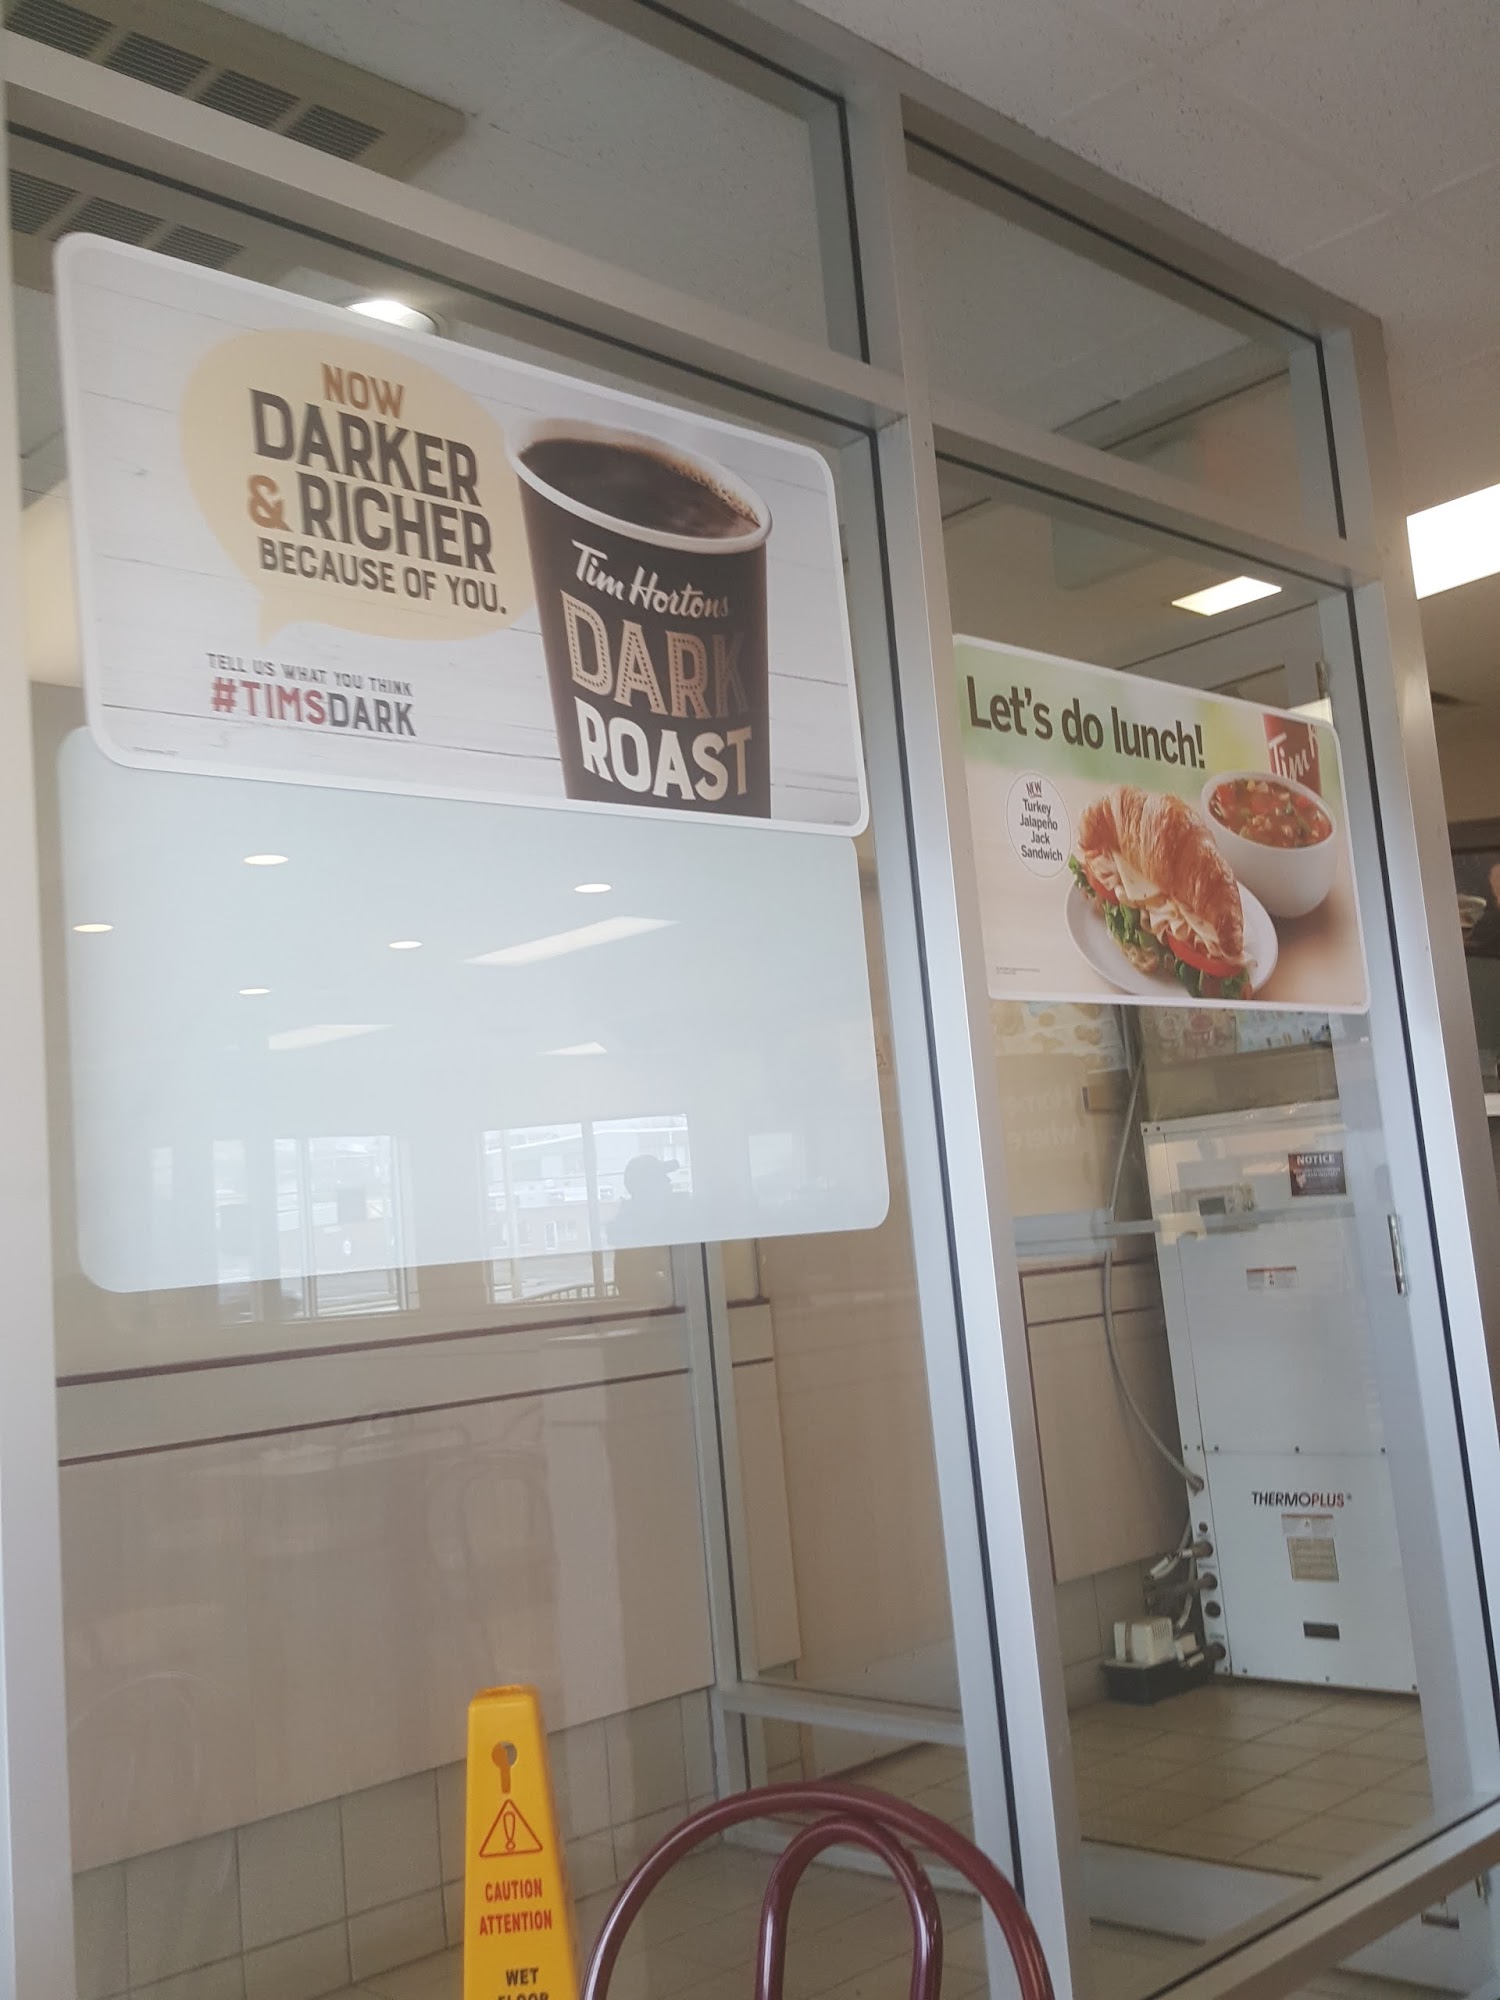 NOW
DARKER
& RICHER
BECAUSE OF YOU.
TELL US WHAT YOU THINK
#TIMSDARK
Tim Hortons
DARK
ROAST
Let's do lunch!
NEW
Turkey
Jalapeño
Jack
Sandwich
Tim
NOTICE
THERMOPLUS
CAUTION
ATTENTION
WET
FLOOR